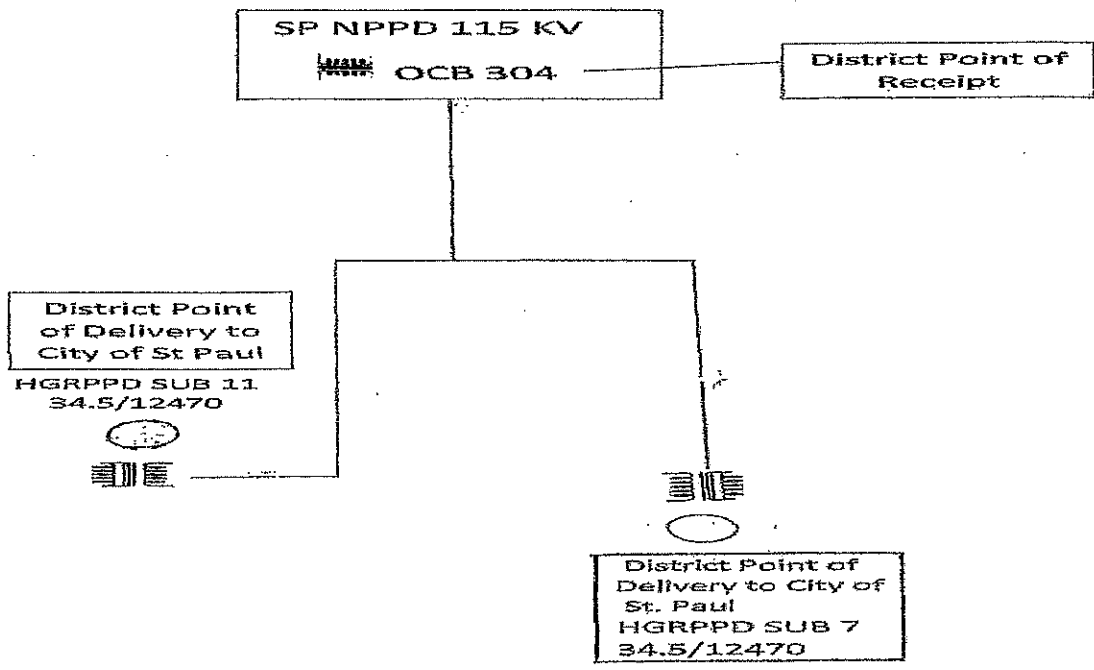 SP NPPD 115 KV
OCB 304
District Point of
Receipt
District Point
of Delivery to
City of St Paul
HGRPPD SUB 11
34.5/12470
District Point of
Delivery to City of
St. Paul
HGRPPD SUB 7
34.5/12470